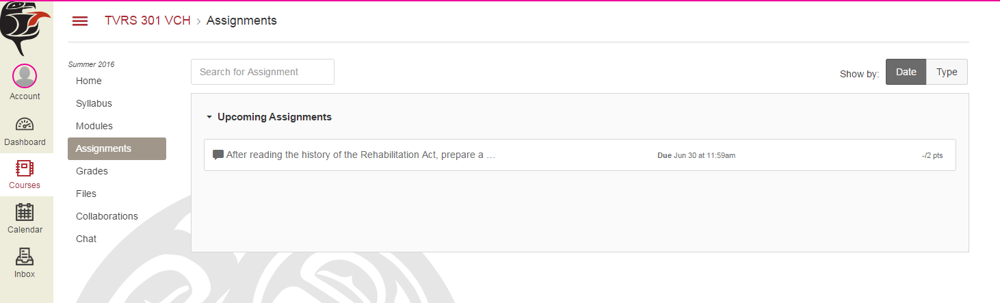 TVRS 301 VCH > Assignments
Account
Dashboard
Courses
Calendar
Inbox
Summer 2016
Home
Syllabus
Modules
Assignments
Grades
Files
Collaborations
Chat
Search for Assignment
Show by: Date Type
Upcoming Assignments
After reading the history of the Rehabilitation Act, prepare a … Due Jun 30 at 11:59am -/2 pts